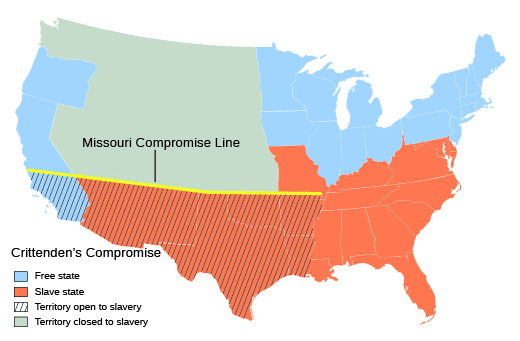 Missouri Compromise Line
Crittenden's Compromise
Free state
Slave state
Territory open to slavery
Territory closed to slavery